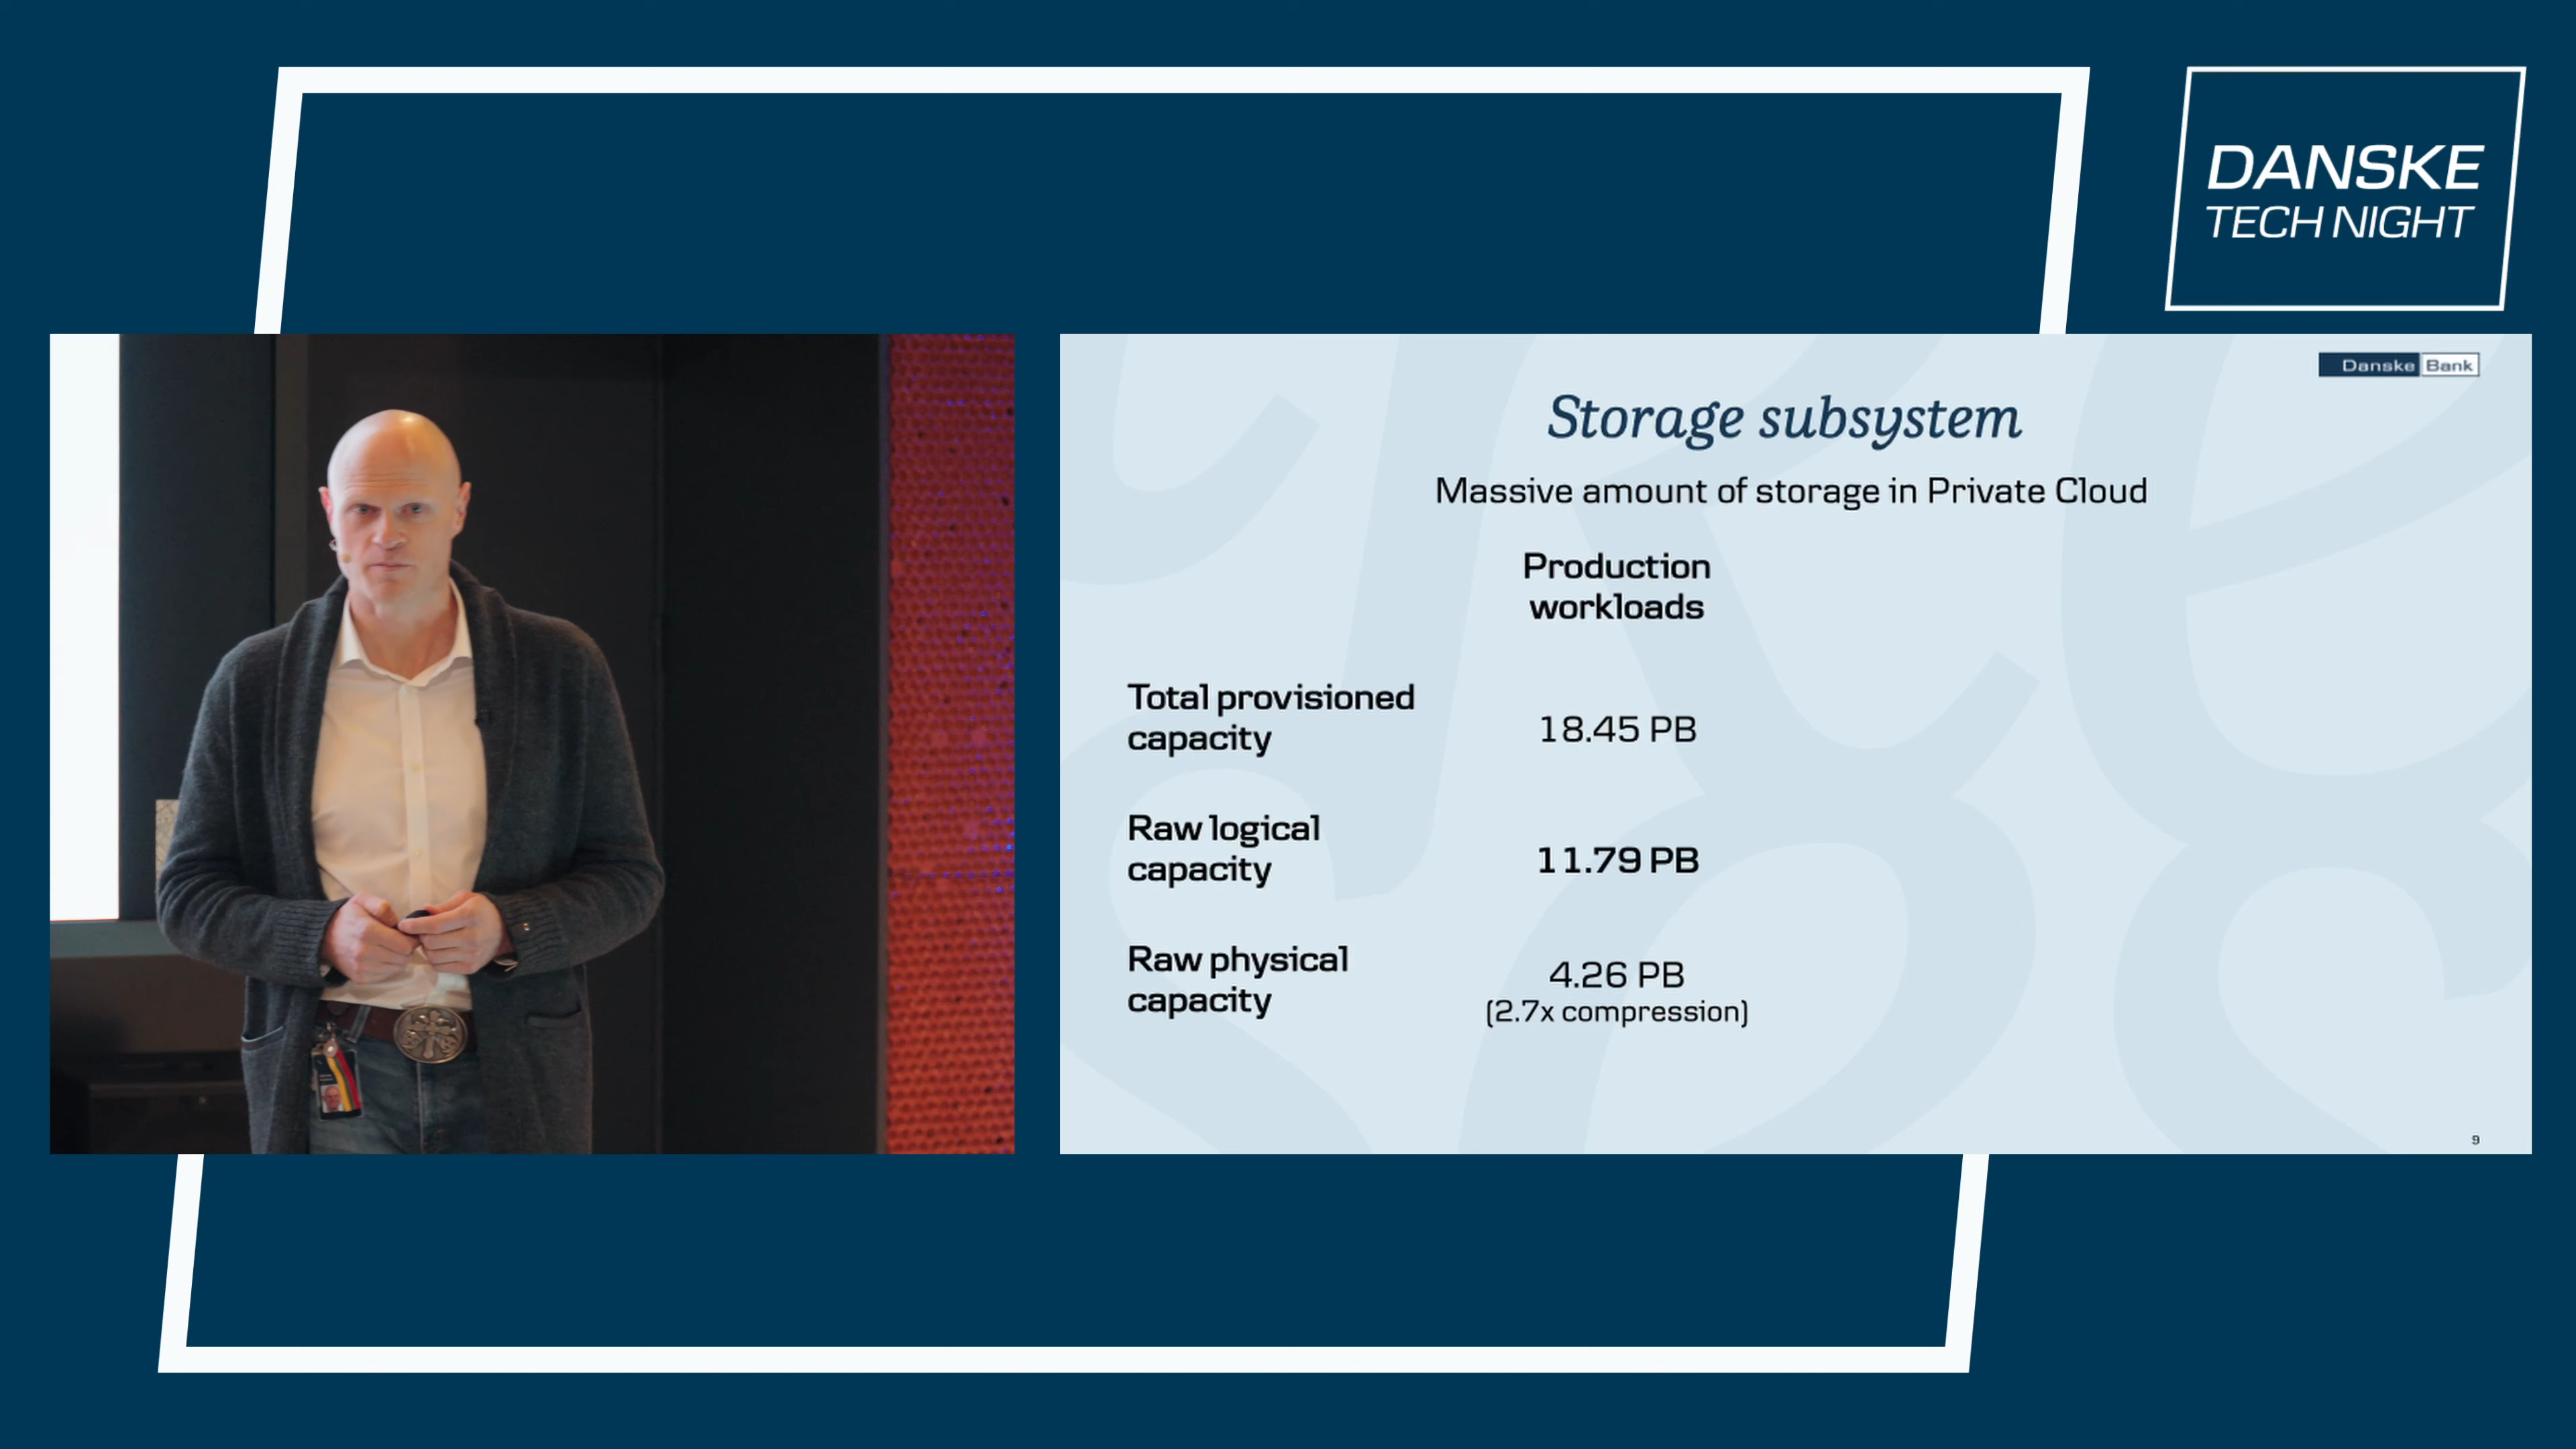 DANSKE
TECH NIGHT
Danske Bank
Storage subsystem
Massive amount of storage in Private Cloud
Production
workloads
Total provisioned
capacity
18.45 PB
Raw logical
capacity
11.79 PB
Raw physical
capacity
4.26 PB
(2.7x compression)
9